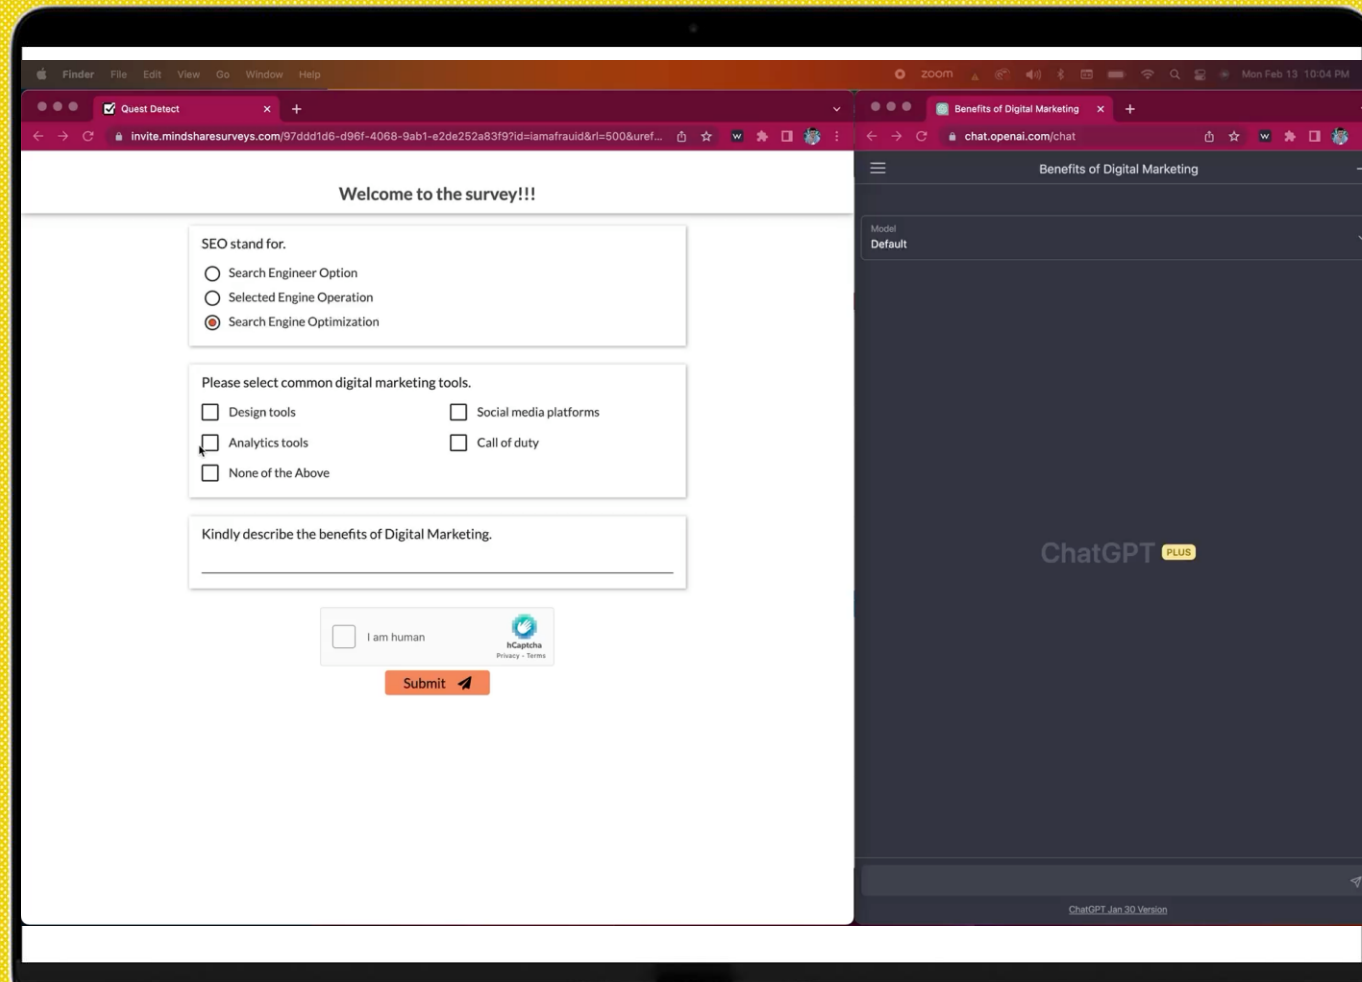 Finder File Edit View Go Window Help
zoom
Mon Feb 13 10:04 PM
Quest Detect
invite.mindsharesurveys.com/97ddd1d6-d96f-4068-9ab1-e2de252a83f9?id=iamafrauid&rl=500&uref...
Welcome to the survey!!!
SEO stand for.
Search Engineer Option
Selected Engine Operation
Search Engine Optimization
Please select common digital marketing tools.
Design tools
Social media platforms
Analytics tools
Call of duty
None of the Above
Kindly describe the benefits of Digital Marketing.
I am human
hCaptcha
Privacy - Terms
Submit
Benefits of Digital Marketing
chat.openai.com/chat
Benefits of Digital Marketing
Model
Default
ChatGPT PLUS
ChatGPT Jan 30 Version